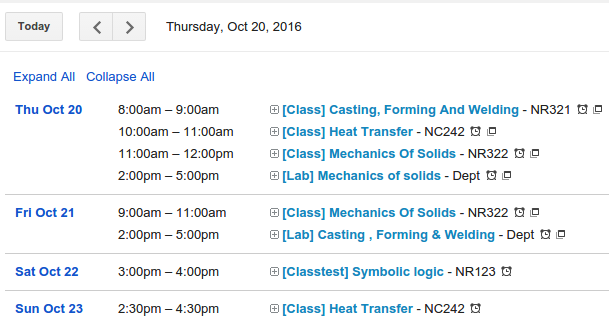 Today Thursday, Oct 20, 2016
Expand All Collapse All
Thu Oct 20 8:00am – 9:00am [Class] Casting, Forming And Welding - NR321
10:00am – 11:00am [Class] Heat Transfer - NC242
11:00am – 12:00pm [Class] Mechanics Of Solids - NR322
2:00pm – 5:00pm [Lab] Mechanics of solids - Dept
Fri Oct 21 9:00am – 11:00am [Class] Mechanics Of Solids - NR322
2:00pm – 5:00pm [Lab] Casting , Forming & Welding - Dept
Sat Oct 22 3:00pm – 4:00pm [Classtest] Symbolic logic - NR123
Sun Oct 23 2:30pm – 4:30pm [Class] Heat Transfer - NC242